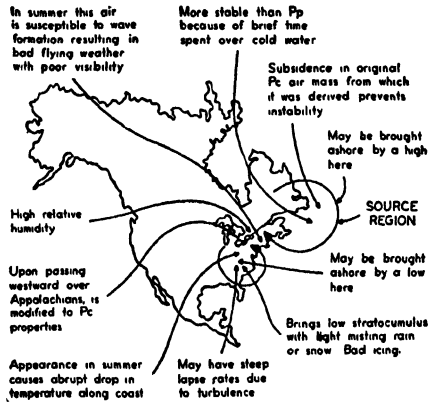 In summer this air
is susceptible to wave
formation resulting in
bad flying weather
with poor visibility
More stable than Pp
because of brief time
spent over cold water
Subsidence in original
Pc air mass from which
it was derived prevents
instability
May be brought
ashore by a high
here
SOURCE
REGION
High relative
humidity
May be brought
ashore by a low
here
Upon passing
westward over
Appalachians, is
modified to Pc
properties
Brings low stratocumulus
with light misting rain
or snow Bad icing.
Appearance in summer
causes abrupt drop in
temperature along coast
May have steep
lapse rates due
to turbulence